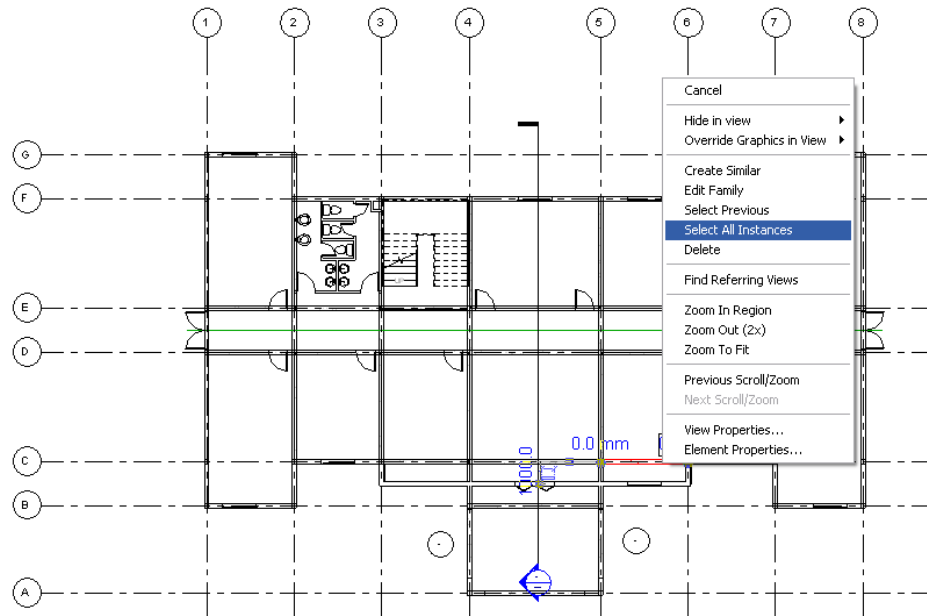 1 2 3 4 5 6 7 8
Cancel
Hide in view
Override Graphics in View
G
Create Similar
F
Edit Family
Select Previous
Select All Instances
Delete
Find Referring Views
E
Zoom In Region
Zoom Out (2x)
D
Zoom To Fit
Previous Scroll/Zoom
Next Scroll/Zoom
View Properties...
0.0 mm
Element Properties...
C
1000.0
B
A